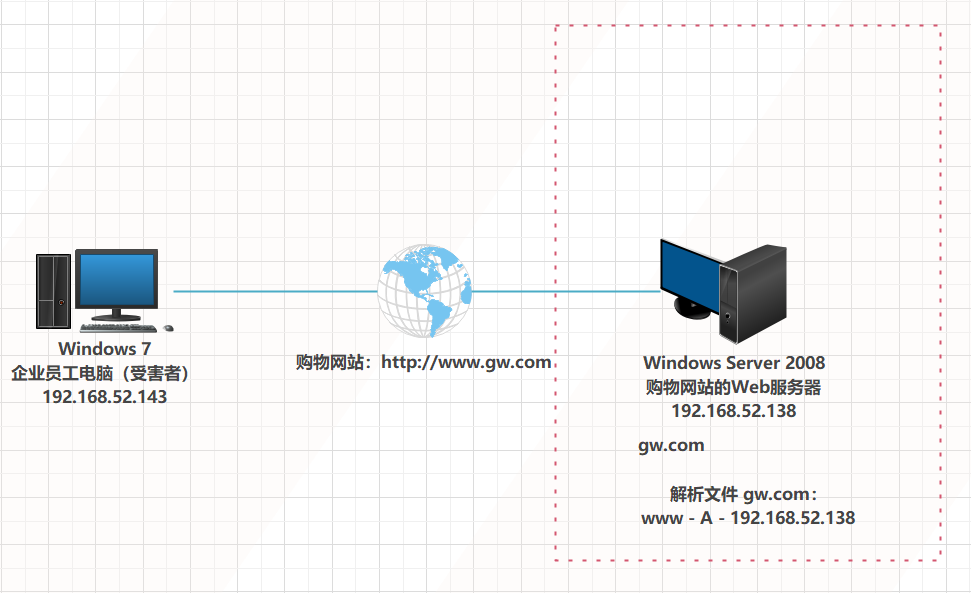 Windows 7
企业员工电脑（受害者）
192.168.52.143
购物网站：http://www.gw.com
Windows Server 2008
购物网站的Web服务器
192.168.52.138
gw.com
解析文件 gw.com：
www - A - 192.168.52.138